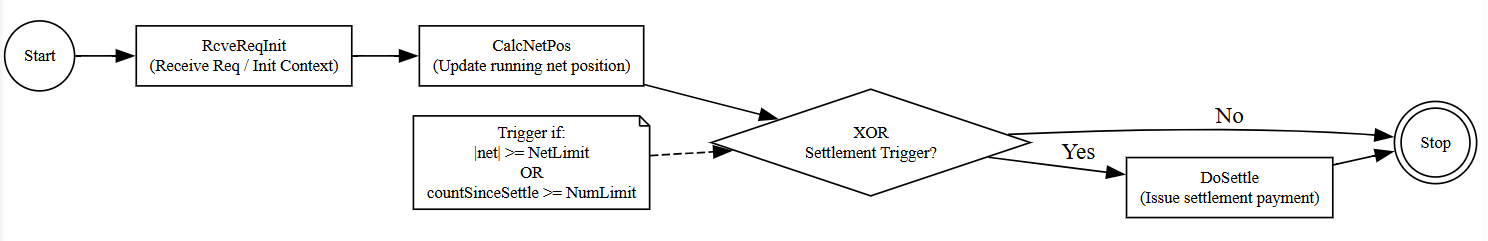 Start
RcveReqInit
(Receive Req / Init Context)
CalcNetPos
(Update running net position)
Trigger if:
|net| >= NetLimit
OR
countSinceSettle >= NumLimit
XOR
Settlement Trigger?
No
Yes
DoSettle
(Issue settlement payment)
Stop